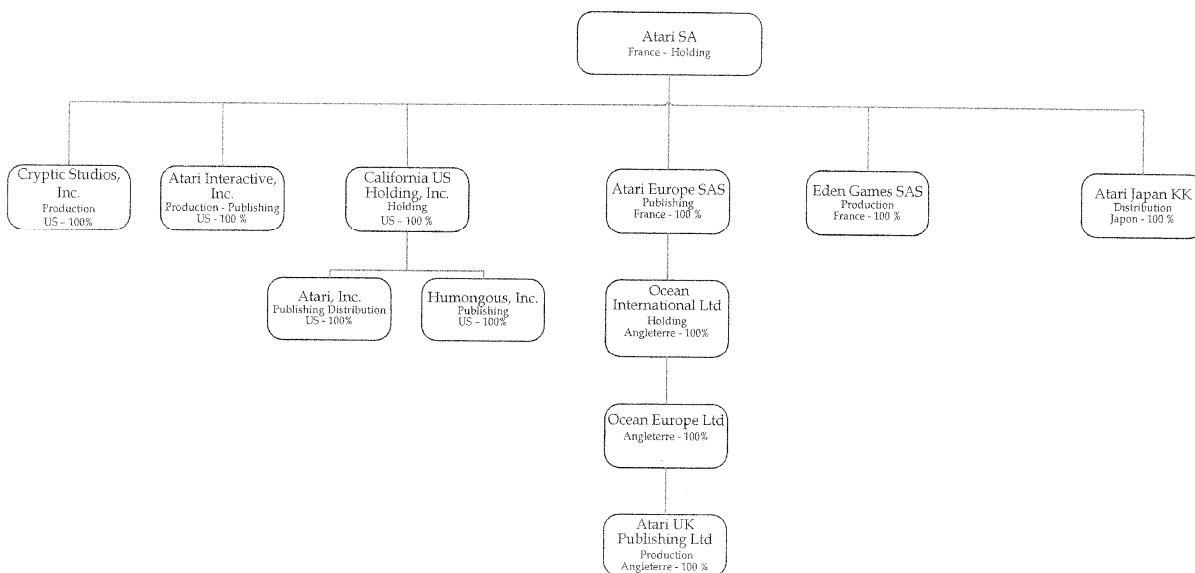 Atari SA
France - Holding
Cryptic Studios,
Inc.
Production
US - 100%
Atari Interactive,
Inc.
Production - Publishing
US - 100 %
California US
Holding, Inc.
Holding
US - 100 %
Atari Europe SAS
Publishing
France - 100 %
Eden Games SAS
Production
France - 100 %
Atari Japan KK
Distribution
Japon - 100 %
Atari, Inc.
Publishing Distribution
US - 100%
Humongous, Inc.
Publishing
US - 100%
Ocean
International Ltd
Holding
Angleterre - 100%
Ocean Europe Ltd
Angleterre - 100%
Atari UK
Publishing Ltd
Production
Angleterre - 100 %